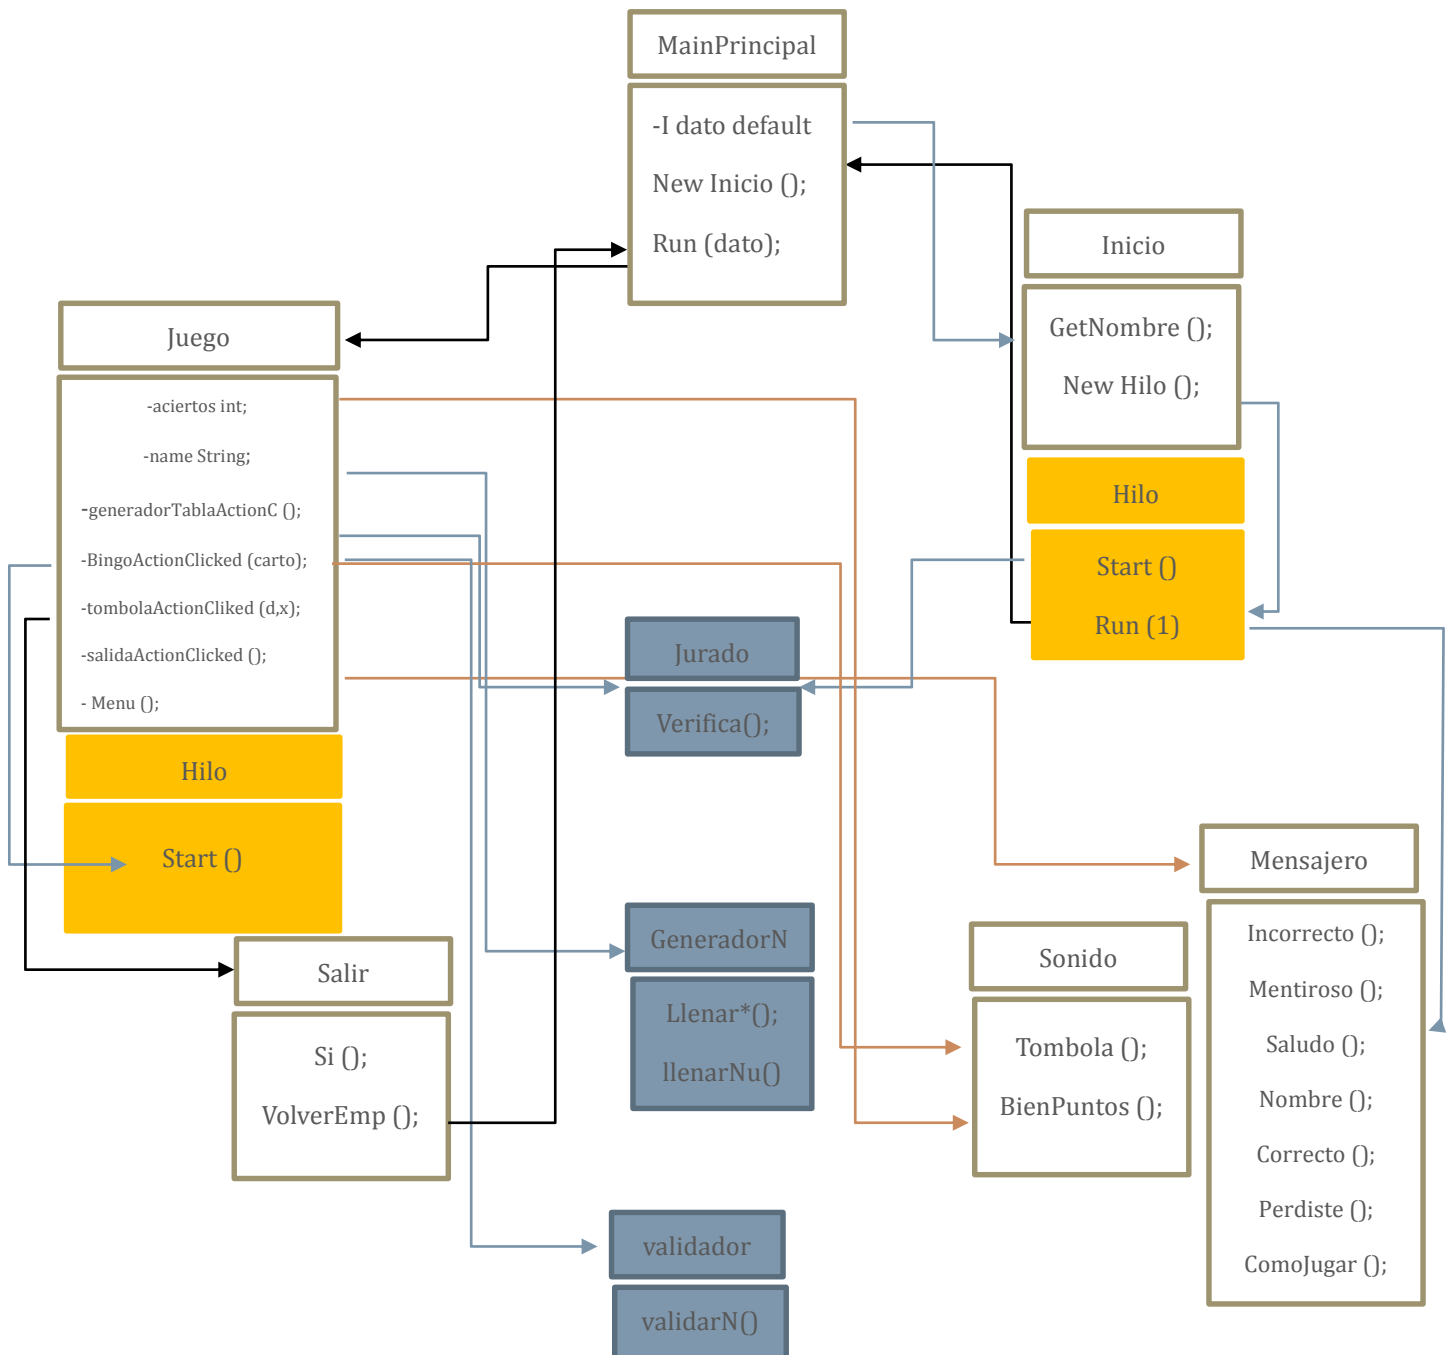 MainPrincipal
-I dato default
New Inicio ();
Run (dato);
Inicio
GetNombre ();
New Hilo ();
Hilo
Start ()
Run (1)
Juego
-aciertos int;
-name String;
-generadorTablaActionC ();
-BingoActionClicked (carto);
-tombolaActionCliked (d,x);
-salidaActionClicked ();
- Menu ();
Hilo
Start ()
Jurado
Verifica();
Salir
Si ();
VolverEmp ();
GeneradorN
Llenar*();
llenarNu()
validador
validarN()
Sonido
Tombola ();
BienPuntos ();
Mensajero
Incorrecto ();
Mentiroso ();
Saludo ();
Nombre ();
Correcto ();
Perdiste ();
ComoJugar ();